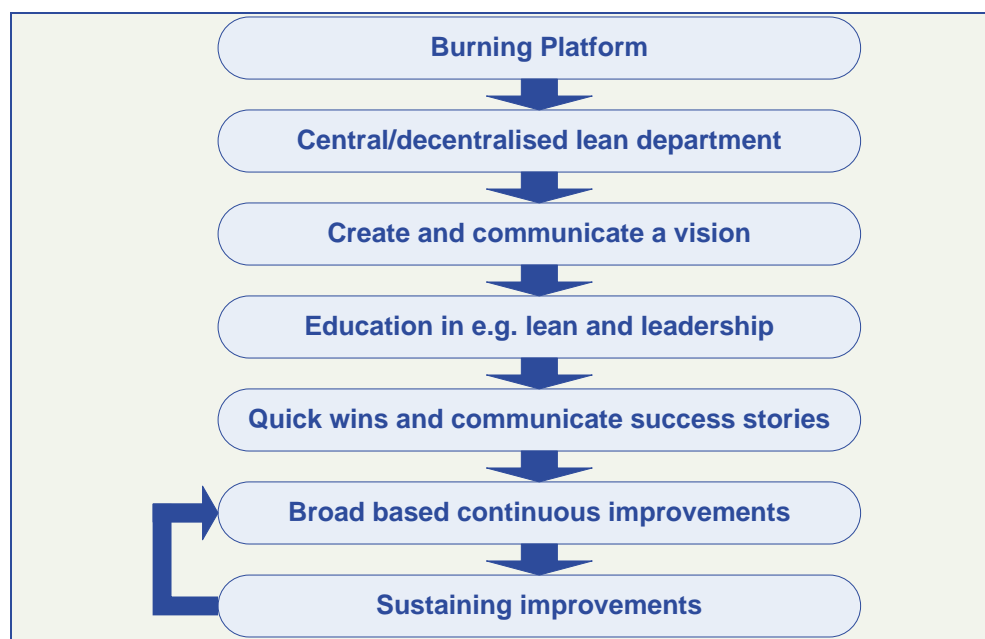 Burning Platform
Central/decentralised lean department
Create and communicate a vision
Education in e.g. lean and leadership
Quick wins and communicate success stories
Broad based continuous improvements
Sustaining improvements